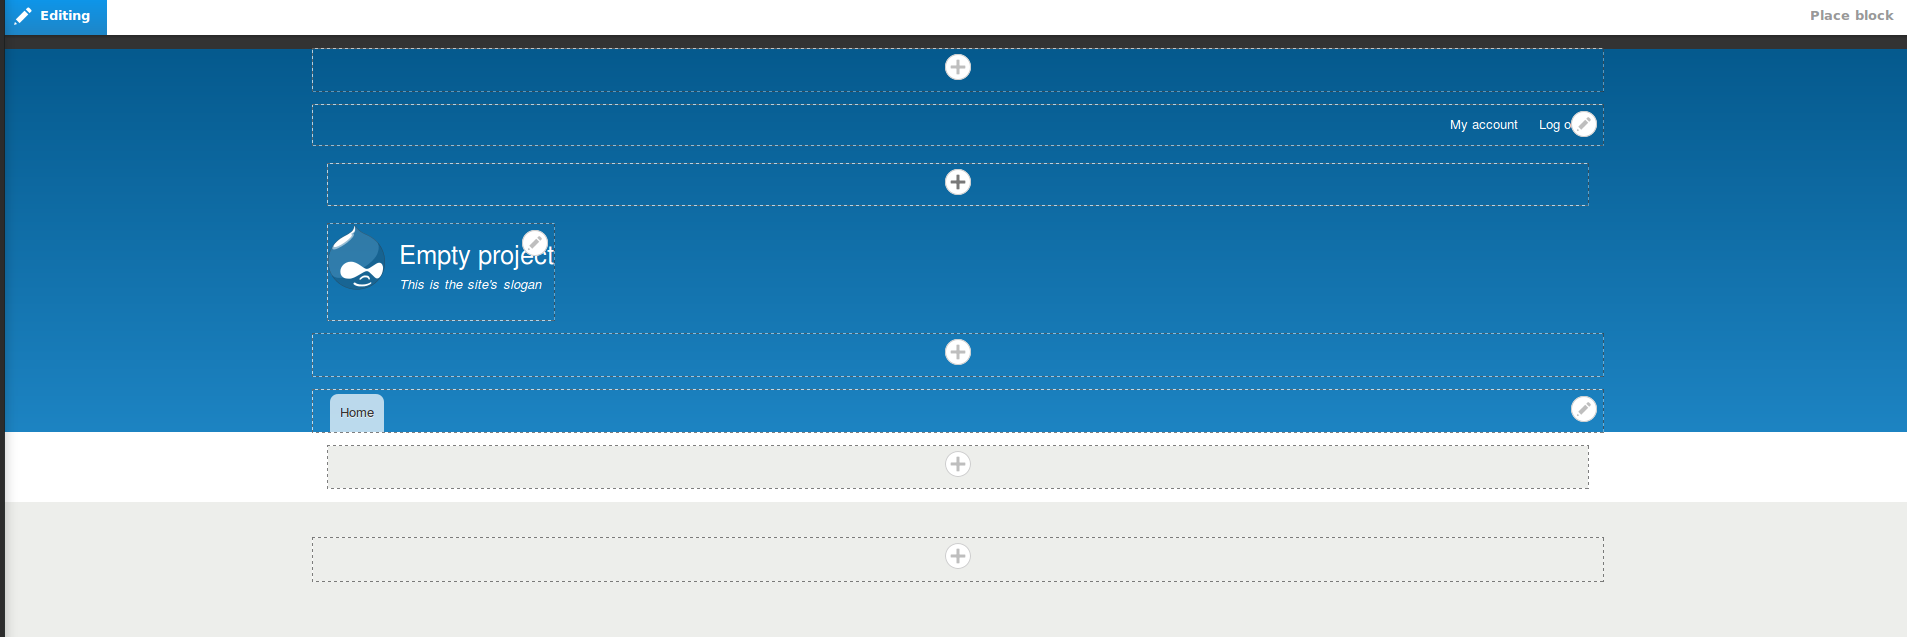 Editing
Place block
My account Log o
Empty project
This is the site's slogan
Home